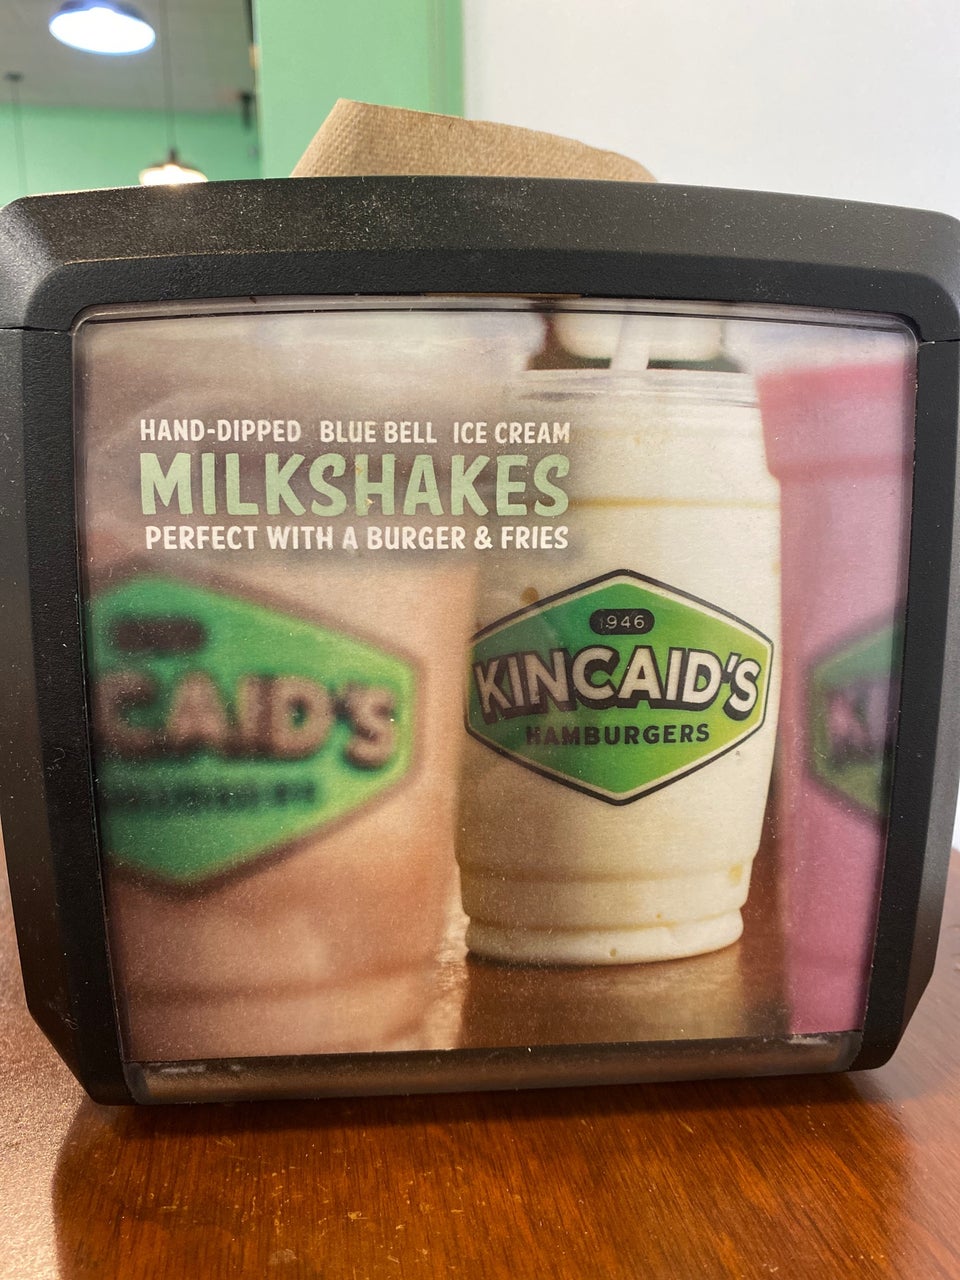 HAND-DIPPED BLUE BELL ICE CREAM
MILKSHAKES
PERFECT WITH A BURGER & FRIES
1946
KINCAID'S
HAMBURGERS
CAID'S